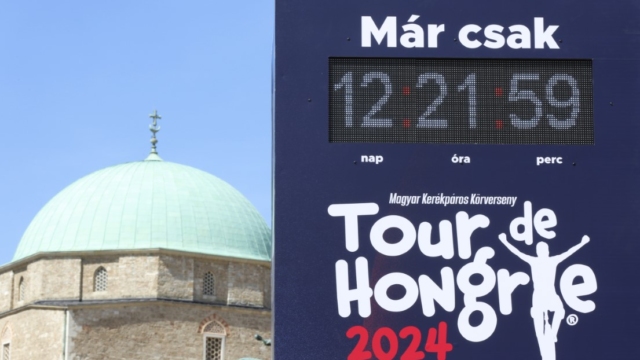 Már csak
12:21:59
nap óra perc
Magyar Kerékpáros Körverseny
Tour de
Hongrie®
2024